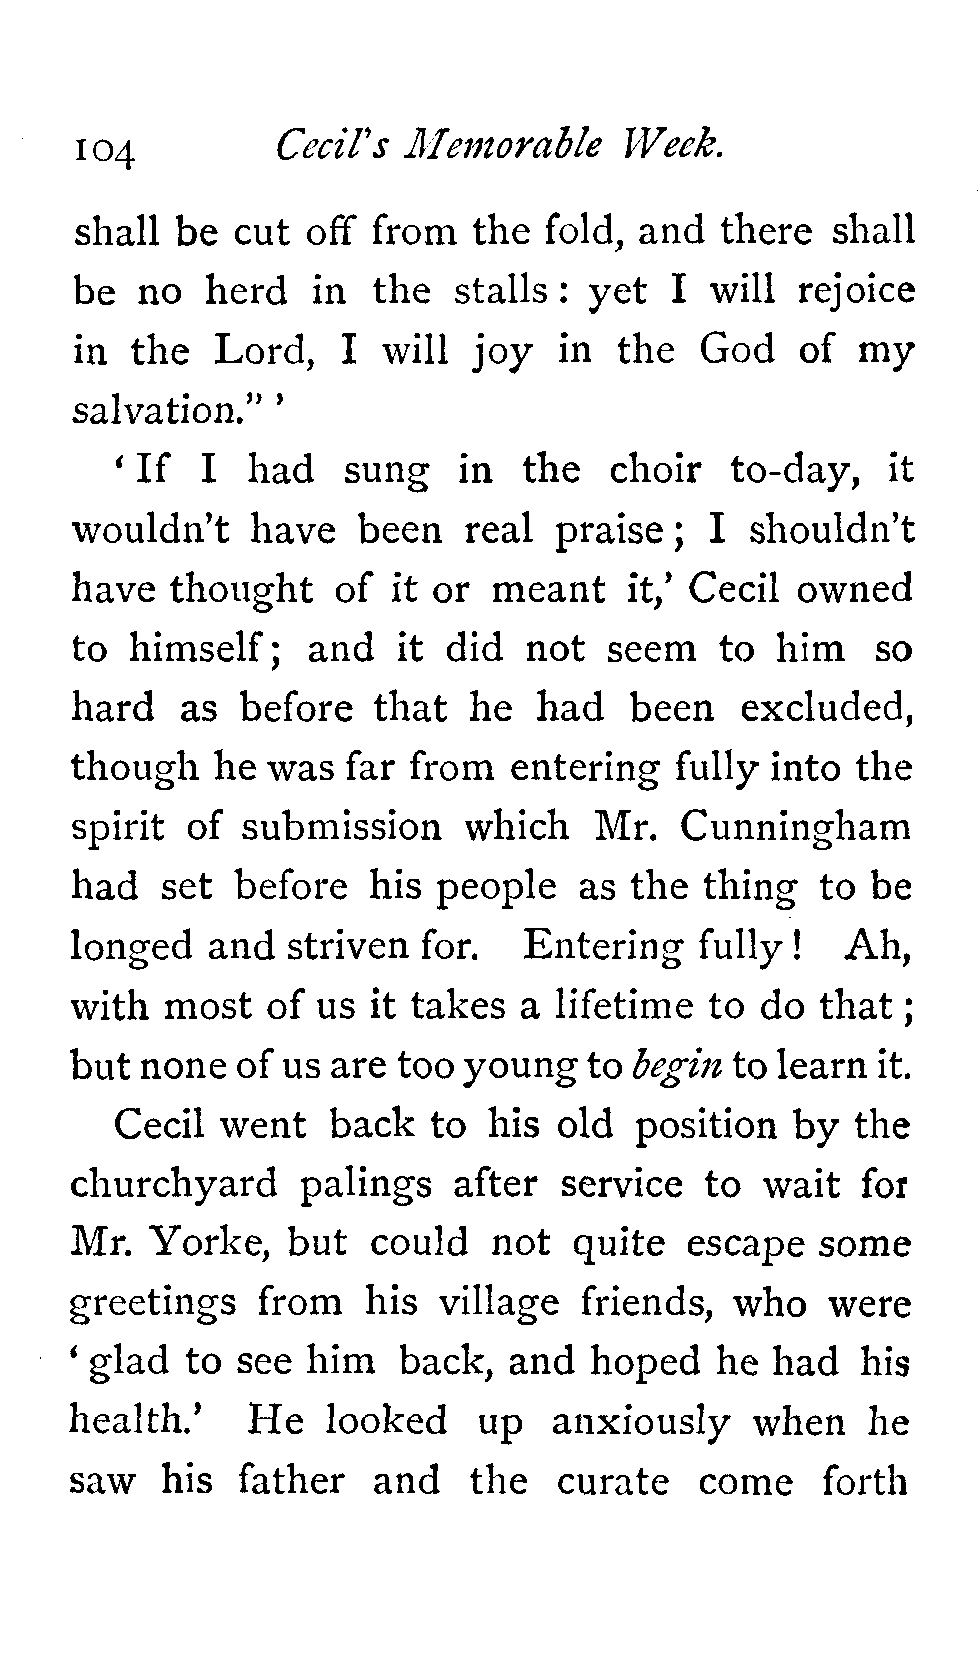 104 Cecil's Memorable Week.
shall be cut off from the fold, and there shall
be no herd in the stalls : yet I will rejoice
in the Lord, I will joy in the God of my
salvation." '
' If I had sung in the choir to-day, it
wouldn't have been real praise ; I shouldn't
have thought of it or meant it,' Cecil owned
to himself ; and it did not seem to him so
hard as before that he had been excluded,
though he was far from entering fully into the
spirit of submission which Mr. Cunningham
had set before his people as the thing to be
longed and striven for. Entering fully ! Ah,
with most of us it takes a lifetime to do that ;
but none of us are too young to begin to learn it.
Cecil went back to his old position by the
churchyard palings after service to wait for
Mr. Yorke, but could not quite escape some
greetings from his village friends, who were
' glad to see him back, and hoped he had his
health.' He looked up anxiously when he
saw his father and the curate come forth